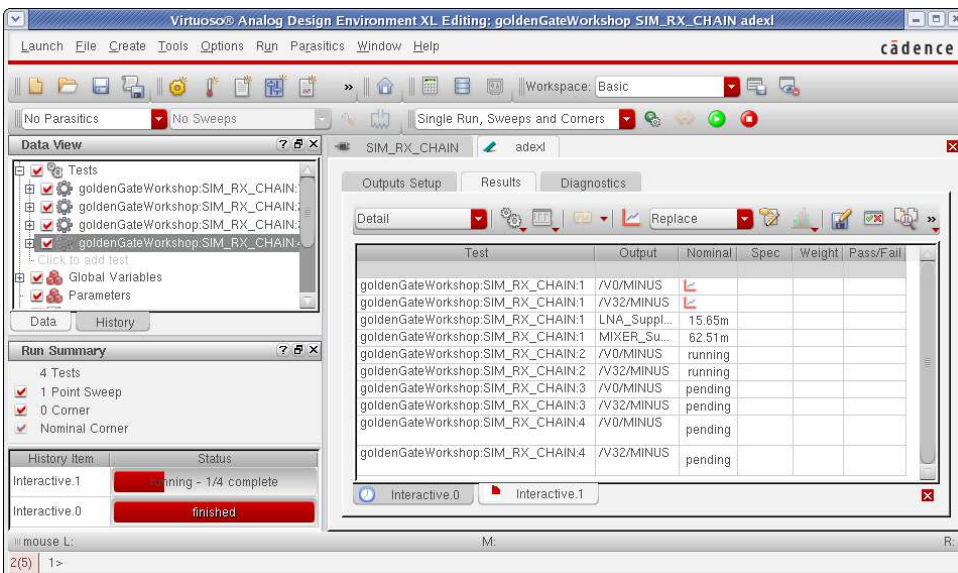 Virtuoso® Analog Design Environment XL Editing: goldenGateWorkshop SIM_RX_CHAIN adexl
Launch File Create Tools Options Run Parasitics Window Help
cādence
» Workspace: Basic
No Parasitics No Sweeps Single Run, Sweeps and Corners
Data View
Tests
goldenGateWorkshop:SIM_RX_CHAIN:
goldenGateWorkshop:SIM_RX_CHAIN:
goldenGateWorkshop:SIM_RX_CHAIN:
goldenGateWorkshop:SIM_RX_CHAIN:
Click to add test
Global Variables
Parameters
Data History
Run Summary
4 Tests
1 Point Sweep
0 Corner
Nominal Corner
History Item Status
Interactive.1 running - 1/4 complete
Interactive.0 finished
SIM_RX_CHAIN adexl
Outputs Setup Results Diagnostics
Detail Replace »
Test Output Nominal Spec Weight Pass/Fail
goldenGateWorkshop:SIM_RX_CHAIN:1 /V0/MINUS
goldenGateWorkshop:SIM_RX_CHAIN:1 /V32/MINUS
goldenGateWorkshop:SIM_RX_CHAIN:1 LNA_Suppl... 15.65m
goldenGateWorkshop:SIM_RX_CHAIN:1 MIXER_Su... 62.51m
goldenGateWorkshop:SIM_RX_CHAIN:2 /V0/MINUS running
goldenGateWorkshop:SIM_RX_CHAIN:2 /V32/MINUS running
goldenGateWorkshop:SIM_RX_CHAIN:3 /V0/MINUS pending
goldenGateWorkshop:SIM_RX_CHAIN:3 /V32/MINUS pending
goldenGateWorkshop:SIM_RX_CHAIN:4 /V0/MINUS pending
goldenGateWorkshop:SIM_RX_CHAIN:4 /V32/MINUS pending
Interactive.0 Interactive.1
mouse L: M: R:
2(5) 1>